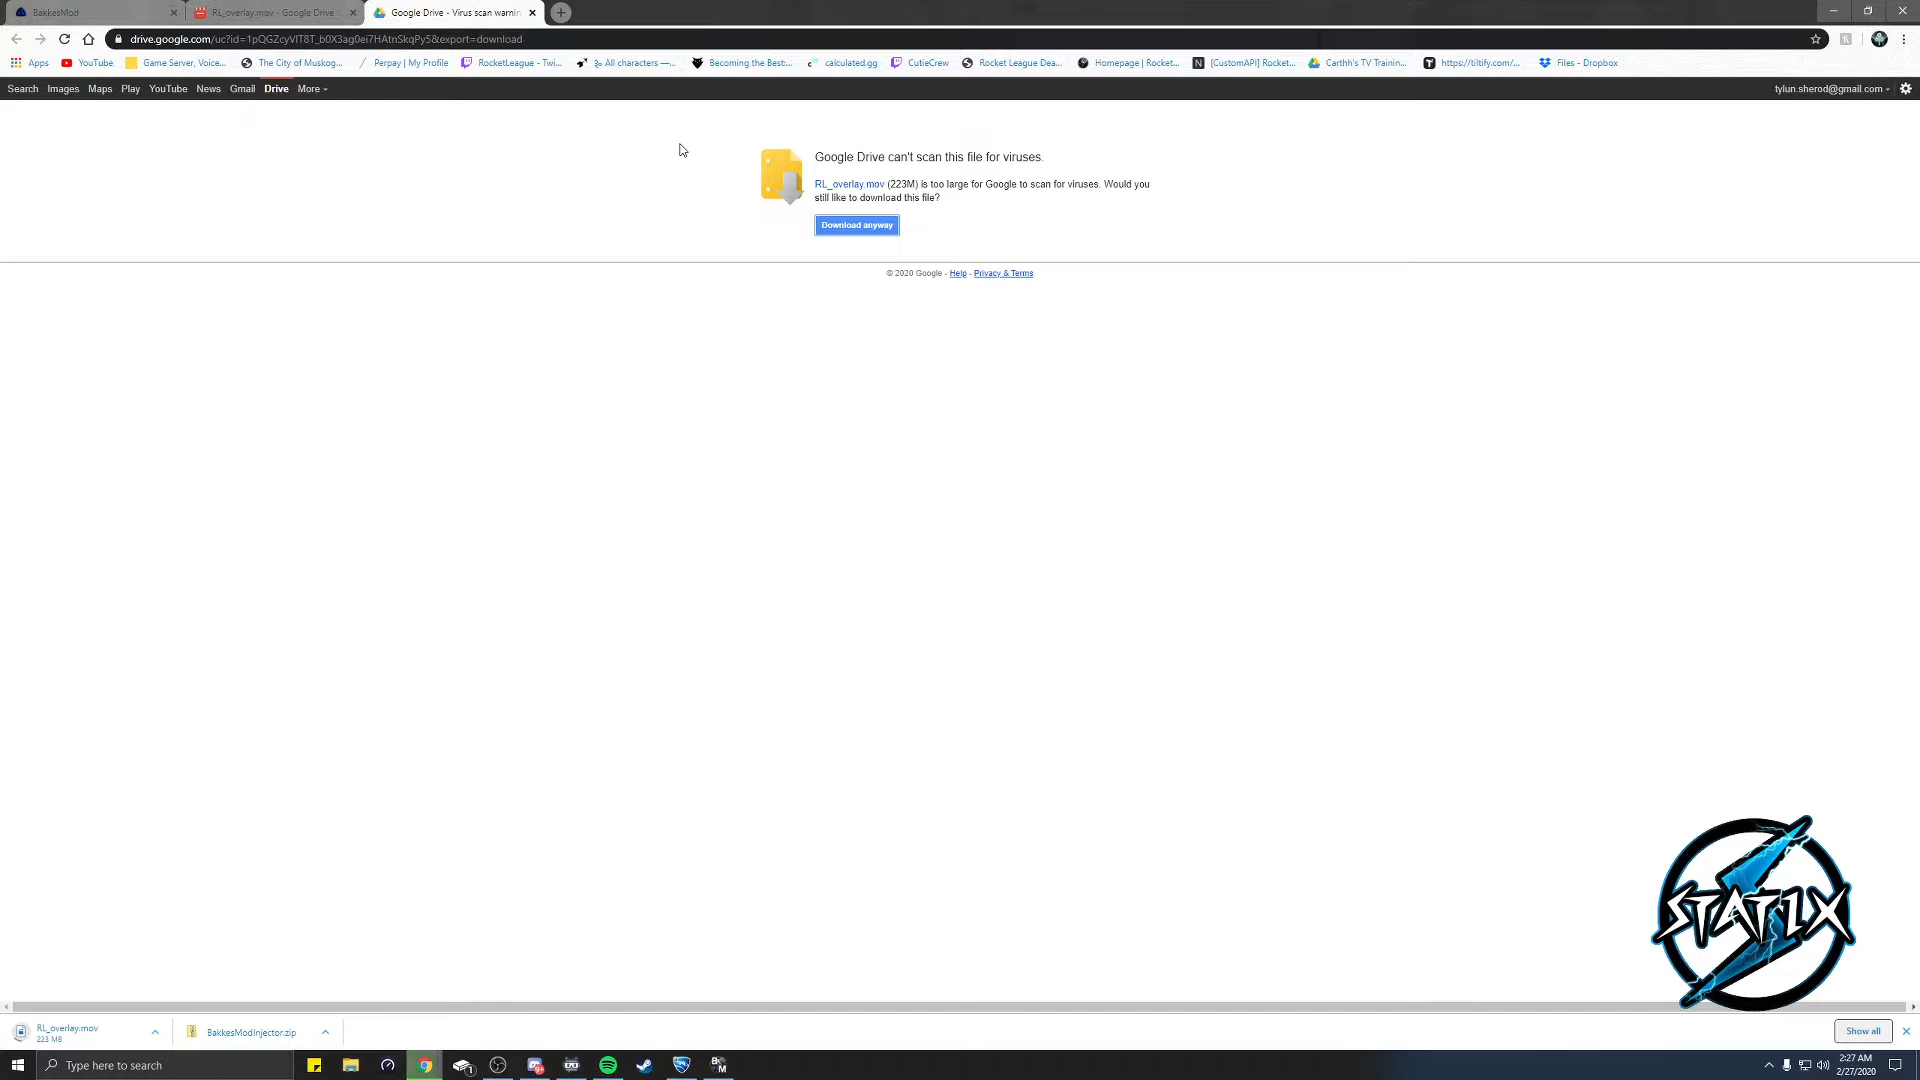 BakkesMod
RL_overlay.mov - Google Drive
Google Drive - Virus scan warnin
drive.google.com/uc?id=1pQGZcyVIT8T_b0X3ag0ei7HAtnSkqPy5&export=download
Apps
YouTube
Game Server, Voice...
The City of Muskog...
Perpay | My Profile
RocketLeague - Twi...
All characters —...
Becoming the Best:...
calculated.gg
CutieCrew
Rocket League Dea...
Homepage | Rocket...
[CustomAPI] Rocket...
Carthh's TV Trainin...
https://tiltify.com/...
Files - Dropbox
Search Images Maps Play YouTube News Gmail Drive More
tylun.sherod@gmail.com
Google Drive can't scan this file for viruses.
RL_overlay.mov (223M) is too large for Google to scan for viruses. Would you
still like to download this file?
Download anyway
© 2020 Google - Help - Privacy & Terms
STATIX
RL_overlay.mov
223 MB
BakkesModInjector.zip
Show all
Type here to search
2:27 AM
2/27/2020